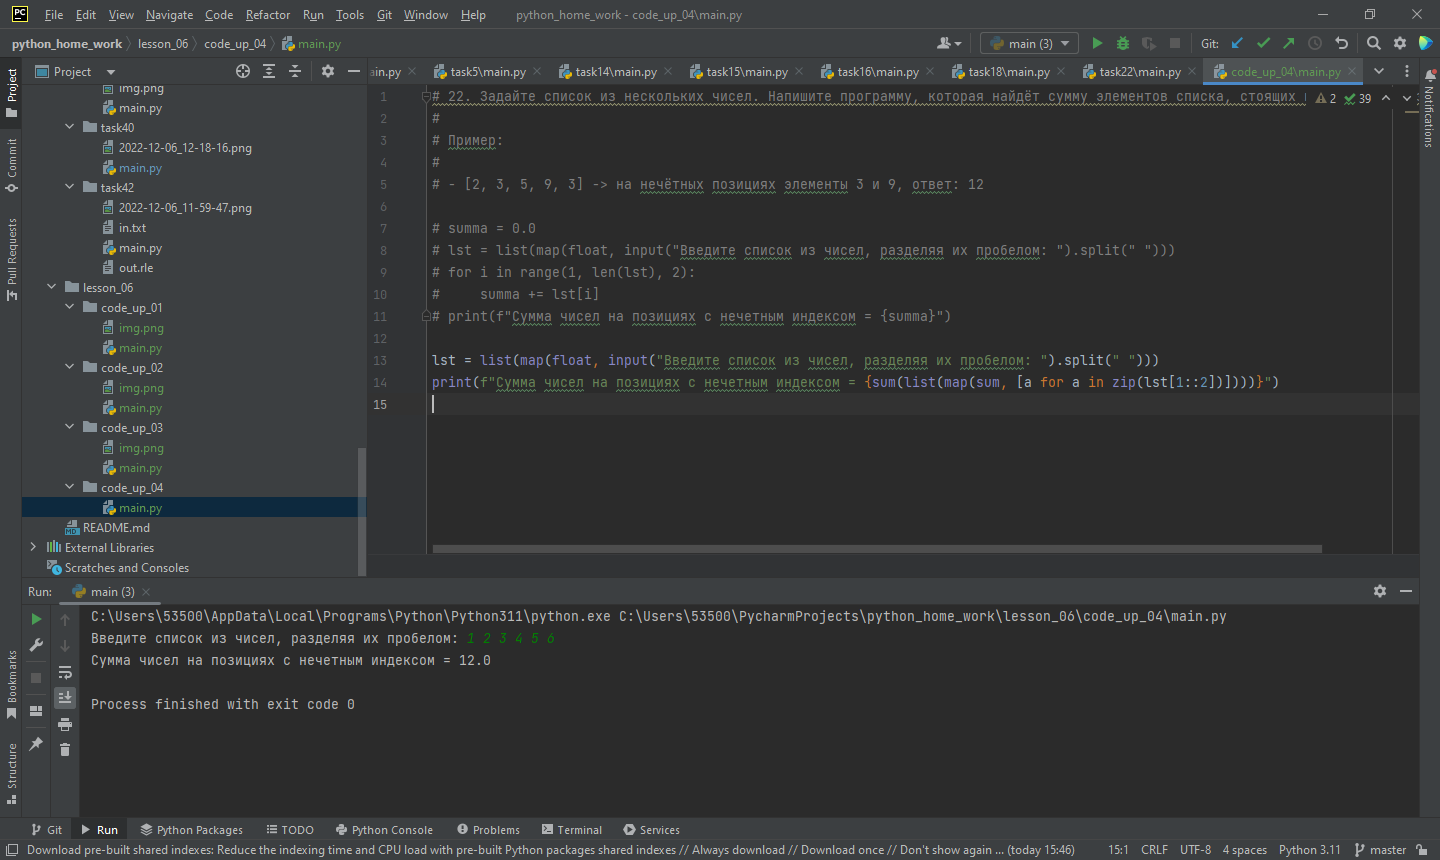 File Edit View Navigate Code Refactor Run Tools Git Window Help python_home_work - code_up_04\main.py
python_home_work lesson_06 code_up_04 main.py main (3) Git:
Project
ain.py task5\main.py task14\main.py task15\main.py task16\main.py task18\main.py task22\main.py code_up_04\main.py
img.png
main.py
task40
2022-12-06_12-18-16.png
main.py
task42
2022-12-06_11-59-47.png
in.txt
main.py
out.rle
lesson_06
code_up_01
img.png
main.py
code_up_02
img.png
main.py
code_up_03
img.png
main.py
code_up_04
main.py
README.md
External Libraries
Scratches and Consoles
1 # 22. Задайте список из нескольких чисел. Напишите программу, которая найдёт сумму элементов списка, стоящих
2 39
2 #
3 # Пример:
4 #
5 # - [2, 3, 5, 9, 3] -> на нечётных позициях элементы 3 и 9, ответ: 12
6
7 # summa = 0.0
8 # lst = list(map(float, input("Введите список из чисел, разделяя их пробелом: ").split(" ")))
9 # for i in range(1, len(lst), 2):
10 #     summa += lst[i]
11 # print(f"Сумма чисел на позициях с нечетным индексом = {summa}")
12
13 lst = list(map(float, input("Введите список из чисел, разделяя их пробелом: ").split(" ")))
14 print(f"Сумма чисел на позициях с нечетным индексом = {sum(list(map(sum, [a for a in zip(lst[1::2])])))}")
15
Run: main (3)
C:\Users\53500\AppData\Local\Programs\Python\Python311\python.exe C:\Users\53500\PycharmProjects\python_home_work\lesson_06\code_up_04\main.py
Введите список из чисел, разделяя их пробелом: 1 2 3 4 5 6
Сумма чисел на позициях с нечетным индексом = 12.0
Process finished with exit code 0
Project
Commit
Pull Requests
Bookmarks
Structure
Notifications
Git Run Python Packages TODO Python Console Problems Terminal Services
Download pre-built shared indexes: Reduce the indexing time and CPU load with pre-built Python packages shared indexes // Always download // Download once // Don't show again ... (today 15:46) 15:1 CRLF UTF-8 4 spaces Python 3.11 master